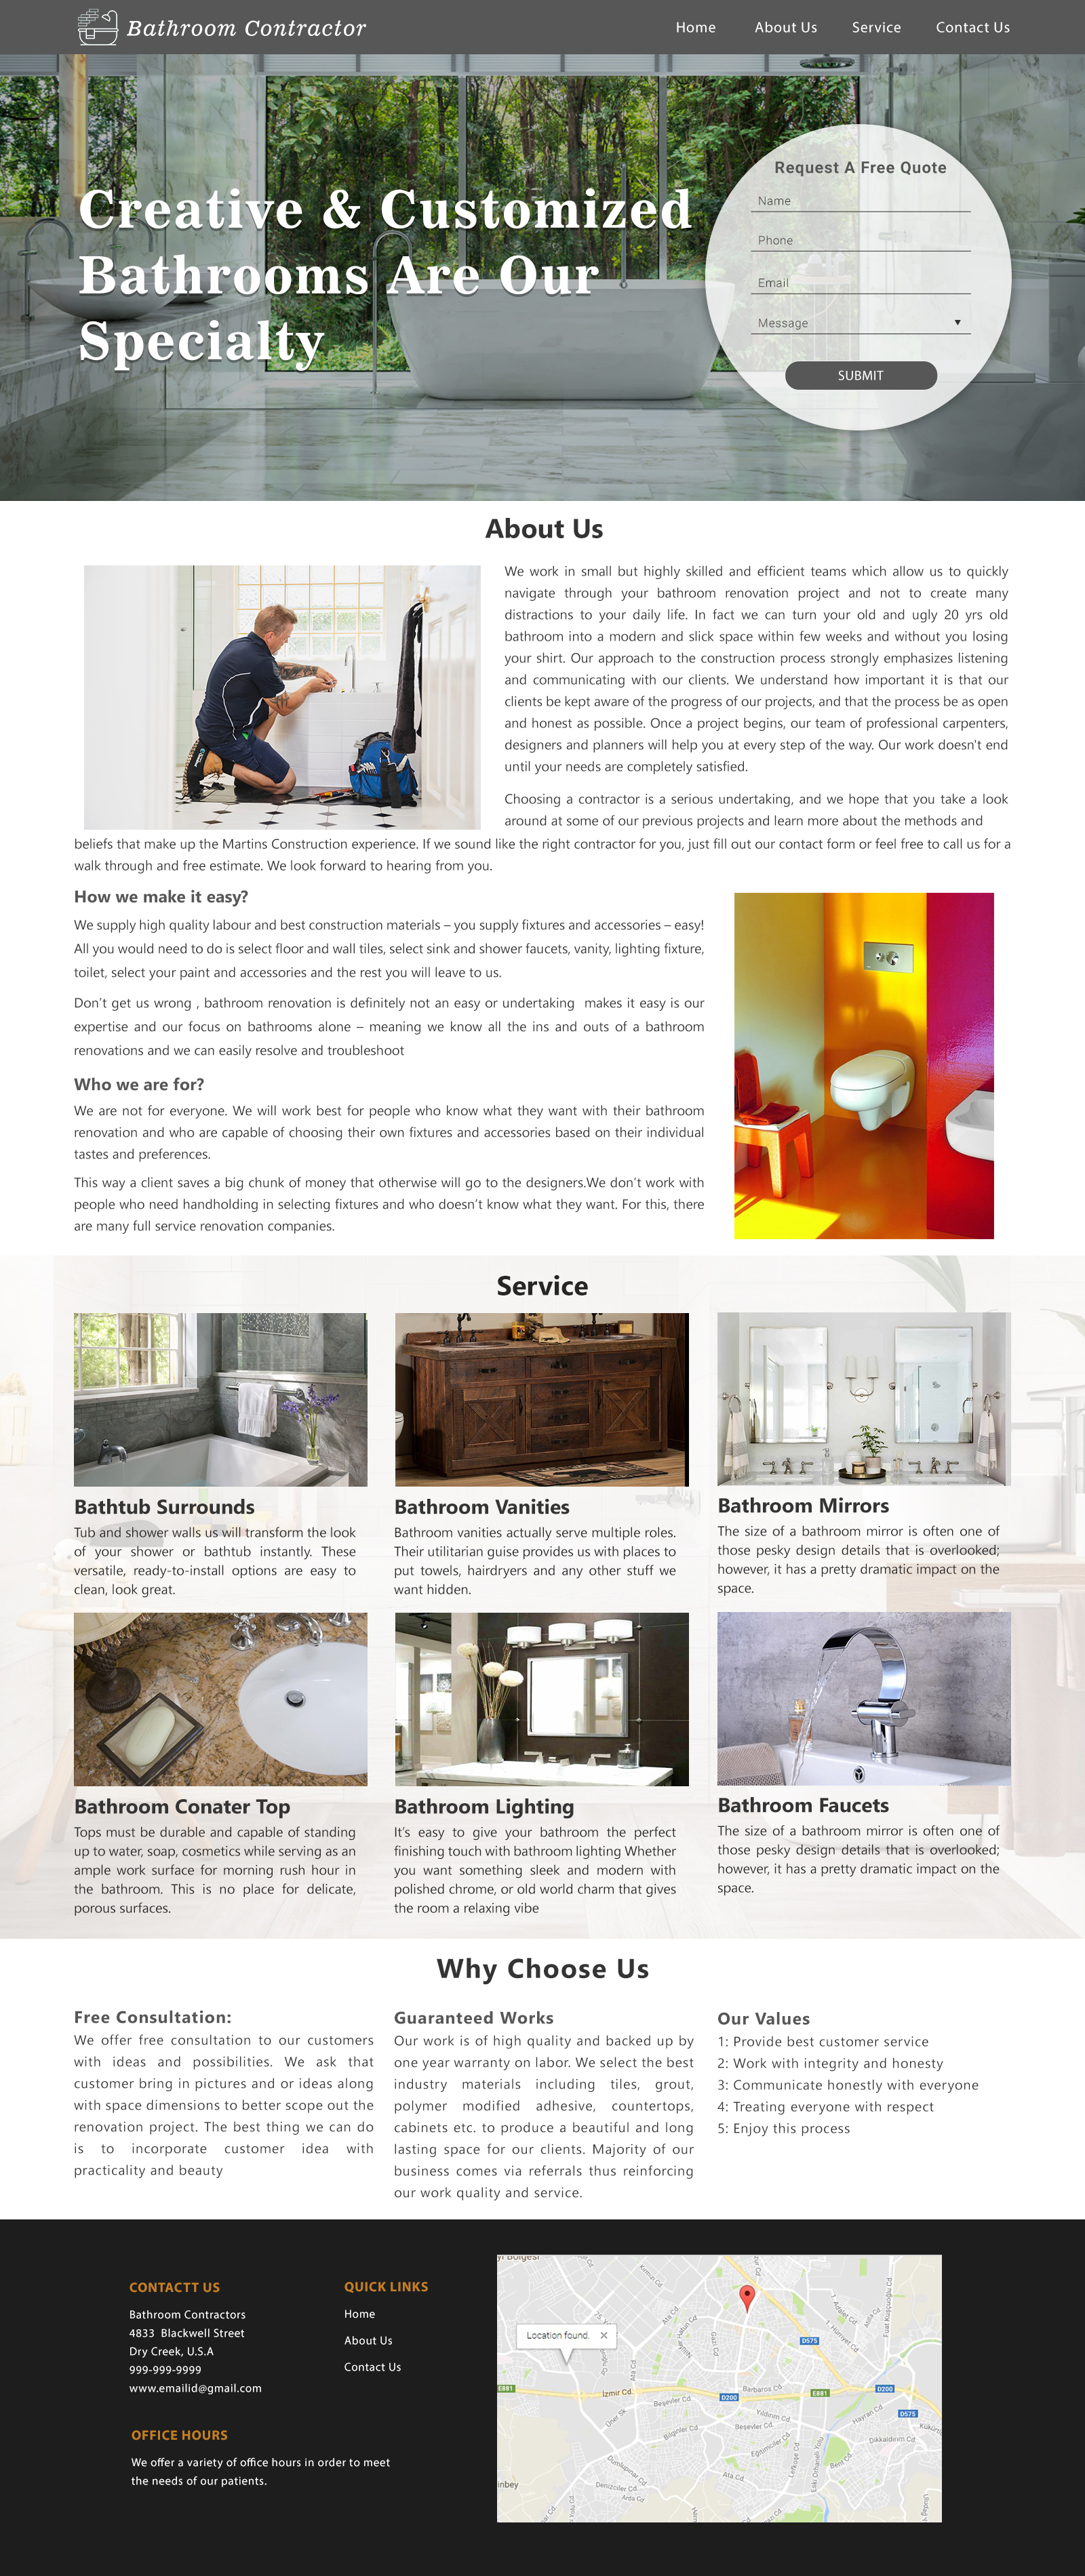 Bathroom Contractor
Home
About Us
Service
Contact Us
Creative & Customized
Bathrooms Are Our
Specialty
Request A Free Quote
Name
Phone
Email
Message
SUBMIT
About Us
We work in small but highly skilled and efficient teams which allow us to quickly
navigate through your bathroom renovation project and not to create many
distractions to your daily life. In fact we can turn your old and ugly 20 yrs old
bathroom into a modern and slick space within few weeks and without you losing
your shirt. Our approach to the construction process strongly emphasizes listening
and communicating with our clients. We understand how important it is that our
clients be kept aware of the progress of our projects, and that the process be as open
and honest as possible. Once a project begins, our team of professional carpenters,
designers and planners will help you at every step of the way. Our work doesn't end
until your needs are completely satisfied.
Choosing a contractor is a serious undertaking, and we hope that you take a look
around at some of our previous projects and learn more about the methods and
beliefs that make up the Martins Construction experience. If we sound like the right contractor for you, just fill out our contact form or feel free to call us for a
walk through and free estimate. We look forward to hearing from you.
How we make it easy?
We supply high quality labour and best construction materials – you supply fixtures and accessories – easy!
All you would need to do is select floor and wall tiles, select sink and shower faucets, vanity, lighting fixture,
toilet, select your paint and accessories and the rest you will leave to us.
Don't get us wrong , bathroom renovation is definitely not an easy or undertaking makes it easy is our
expertise and our focus on bathrooms alone – meaning we know all the ins and outs of a bathroom
renovations and we can easily resolve and troubleshoot
Who we are for?
We are not for everyone. We will work best for people who know what they want with their bathroom
renovation and who are capable of choosing their own fixtures and accessories based on their individual
tastes and preferences.
This way a client saves a big chunk of money that otherwise will go to the designers.We don't work with
people who need handholding in selecting fixtures and who doesn't know what they want. For this, there
are many full service renovation companies.
Service
Bathtub Surrounds
Tub and shower walls us will transform the look
of your shower or bathtub instantly. These
versatile, ready-to-install options are easy to
clean, look great.
Bathroom Vanities
Bathroom vanities actually serve multiple roles.
Their utilitarian guise provides us with places to
put towels, hairdryers and any other stuff we
want hidden.
Bathroom Mirrors
The size of a bathroom mirror is often one of
those pesky design details that is overlooked;
however, it has a pretty dramatic impact on the
space.
Bathroom Conater Top
Tops must be durable and capable of standing
up to water, soap, cosmetics while serving as an
ample work surface for morning rush hour in
the bathroom. This is no place for delicate,
porous surfaces.
Bathroom Lighting
It's easy to give your bathroom the perfect
finishing touch with bathroom lighting Whether
you want something sleek and modern with
polished chrome, or old world charm that gives
the room a relaxing vibe
Bathroom Faucets
The size of a bathroom mirror is often one of
those pesky design details that is overlooked;
however, it has a pretty dramatic impact on the
space.
Why Choose Us
Free Consultation:
We offer free consultation to our customers
with ideas and possibilities. We ask that
customer bring in pictures and or ideas along
with space dimensions to better scope out the
renovation project. The best thing we can do
is to incorporate customer idea with
practicality and beauty
Guaranteed Works
Our work is of high quality and backed up by
one year warranty on labor. We select the best
industry materials including tiles, grout,
polymer modified adhesive, countertops,
cabinets etc. to produce a beautiful and long
lasting space for our clients. Majority of our
business comes via referrals thus reinforcing
our work quality and service.
Our Values
1: Provide best customer service
2: Work with integrity and honesty
3: Communicate honestly with everyone
4: Treating everyone with respect
5: Enjoy this process
CONTACTT US
Bathroom Contractors
4833 Blackwell Street
Dry Creek, U.S.A
999-999-9999
www.emailid@gmail.com
QUICK LINKS
Home
About Us
Contact Us
OFFICE HOURS
We offer a variety of office hours in order to meet
the needs of our patients.
Location found.
D575
E881
İzmir Cd.
D200
Barbaros Cd.
E881
D200
D575
Beşevler Cd.
Yıldırım Cd.
Beşevler Cd.
Hayran Cd.
Dikkaldırım Cd.
Bilginler Cd.
Eğitimciler Cd.
Ata Cd.
Dumlupınar Cd.
Denizciler Cd.
Arda Cd.
Bent Cd.
Üner Sk.
inbey